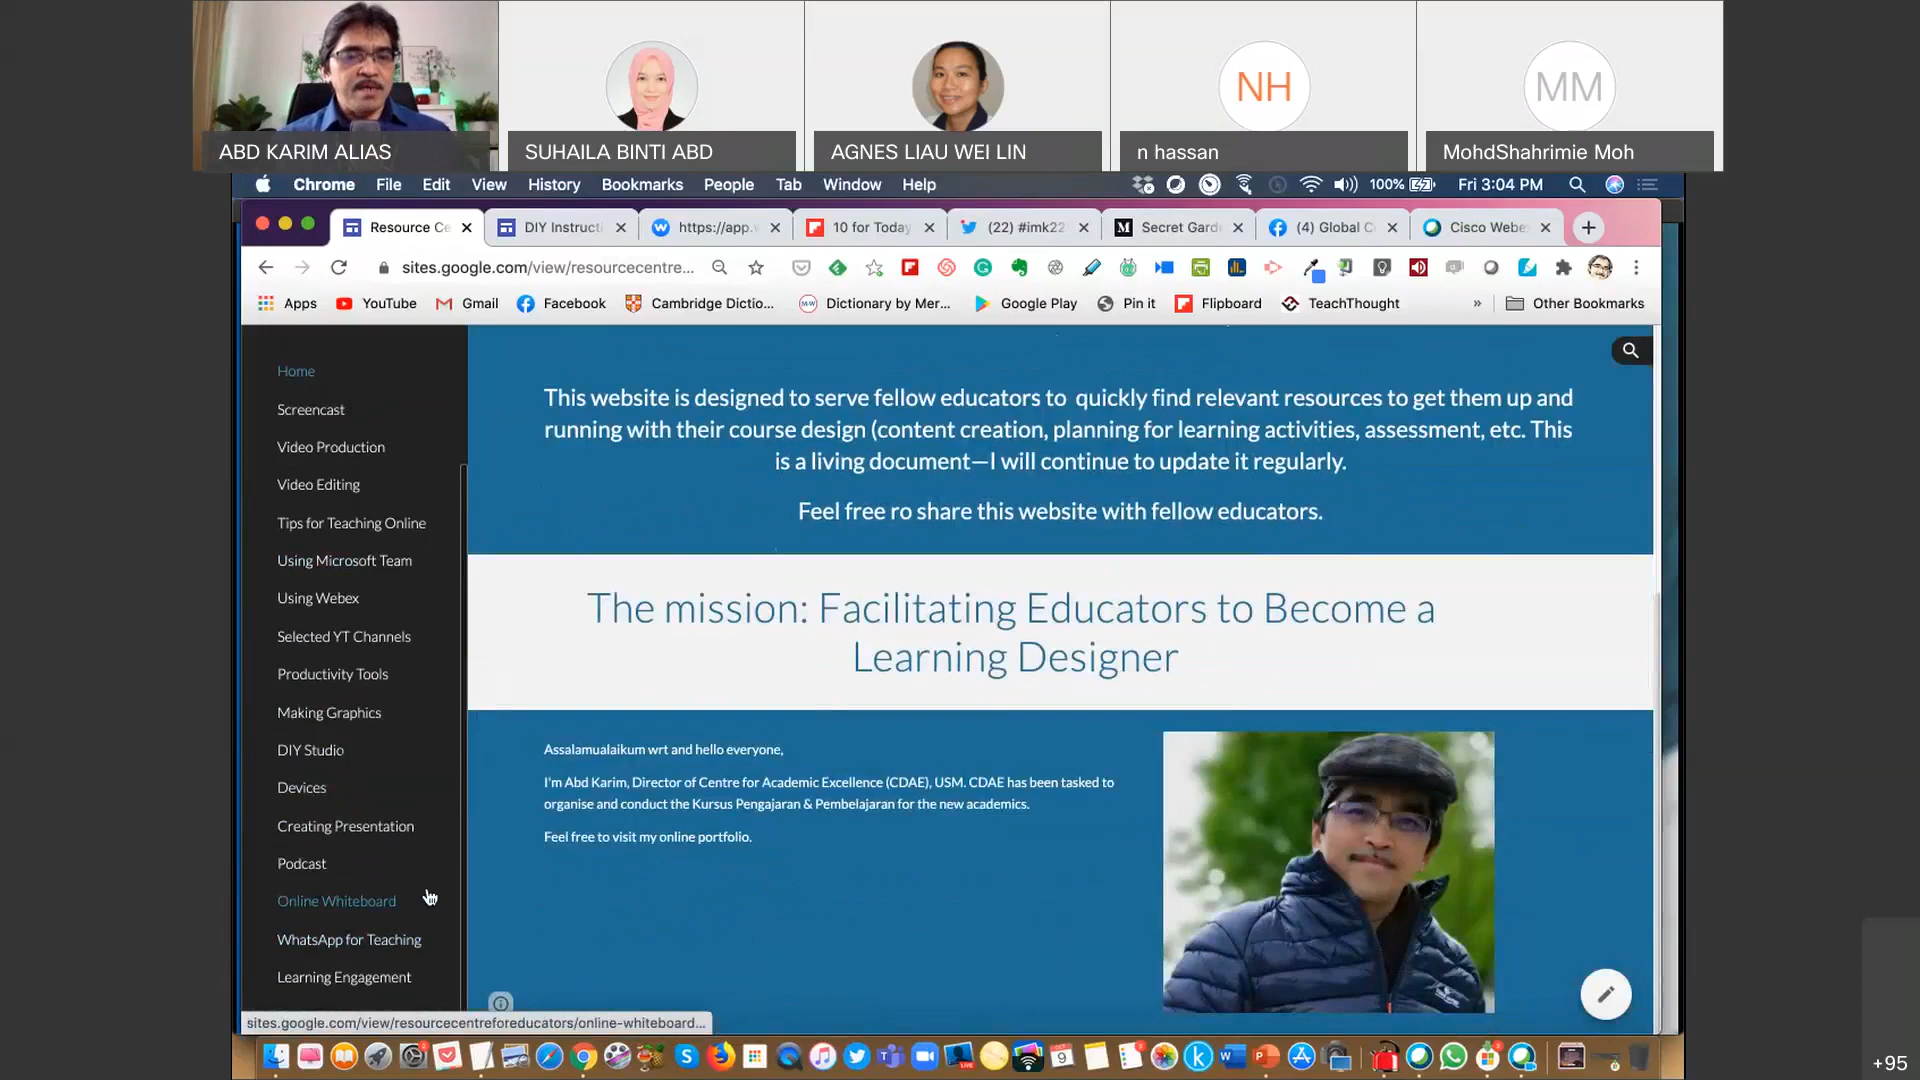 ABD KARIM ALIAS
SUHAILA BINTI ABD
AGNES LIAU WEI LIN
NH
n hassan
MM
MohdShahrimie Moh
Chrome File Edit View History Bookmarks People Tab Window Help
100% Fri 3:04 PM
Resource Ce
DIY Instructi
https://app.w
10 for Today
(22) #imk22
Secret Gard
(4) Global C
Cisco Webe
sites.google.com/view/resourcecentre...
Apps YouTube Gmail Facebook Cambridge Dictio... Dictionary by Mer... Google Play Pin it Flipboard TeachThought » Other Bookmarks
Home
Screencast
Video Production
Video Editing
Tips for Teaching Online
Using Microsoft Team
Using Webex
Selected YT Channels
Productivity Tools
Making Graphics
DIY Studio
Devices
Creating Presentation
Podcast
Online Whiteboard
WhatsApp for Teaching
Learning Engagement
This website is designed to serve fellow educators to quickly find relevant resources to get them up and
running with their course design (content creation, planning for learning activities, assessment, etc. This
is a living document—I will continue to update it regularly.
Feel free ro share this website with fellow educators.
The mission: Facilitating Educators to Become a
Learning Designer
Assalamualaikum wrt and hello everyone,
I'm Abd Karim, Director of Centre for Academic Excellence (CDAE), USM. CDAE has been tasked to
organise and conduct the Kursus Pengajaran & Pembelajaran for the new academics.
Feel free to visit my online portfolio.
sites.google.com/view/resourcecentreforeducators/online-whiteboard...
+95